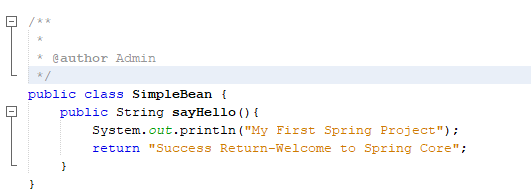 /**
*
* @author Admin
*/
public class SimpleBean {
public String sayHello(){
System.out.println("My First Spring Project");
return "Success Return-Welcome to Spring Core";
}
}